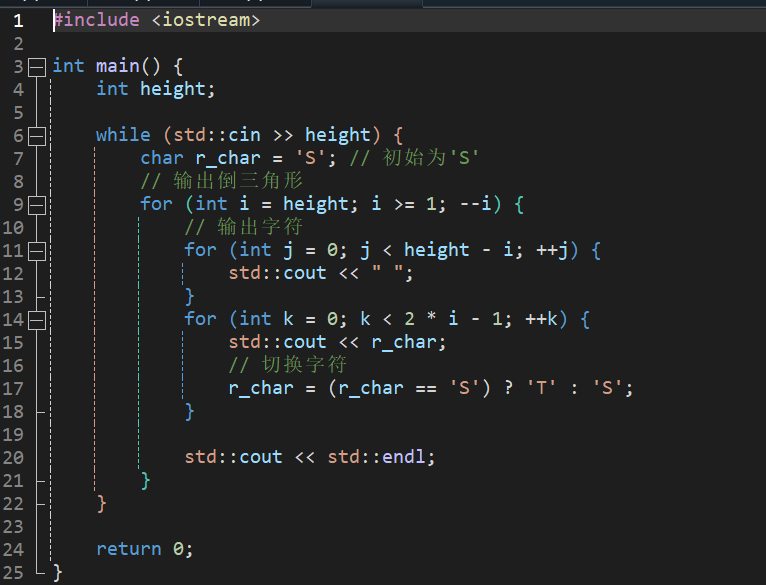 1 #include <iostream>
2
3 int main() {
4     int height;
5
6     while (std::cin >> height) {
7         char r_char = 'S'; // 初始为'S'
8         // 输出倒三角形
9         for (int i = height; i >= 1; --i) {
10             // 输出字符
11             for (int j = 0; j < height - i; ++j) {
12                 std::cout << " ";
13             }
14             for (int k = 0; k < 2 * i - 1; ++k) {
15                 std::cout << r_char;
16                 // 切换字符
17                 r_char = (r_char == 'S') ? 'T' : 'S';
18             }
19
20             std::cout << std::endl;
21         }
22     }
23
24     return 0;
25 }